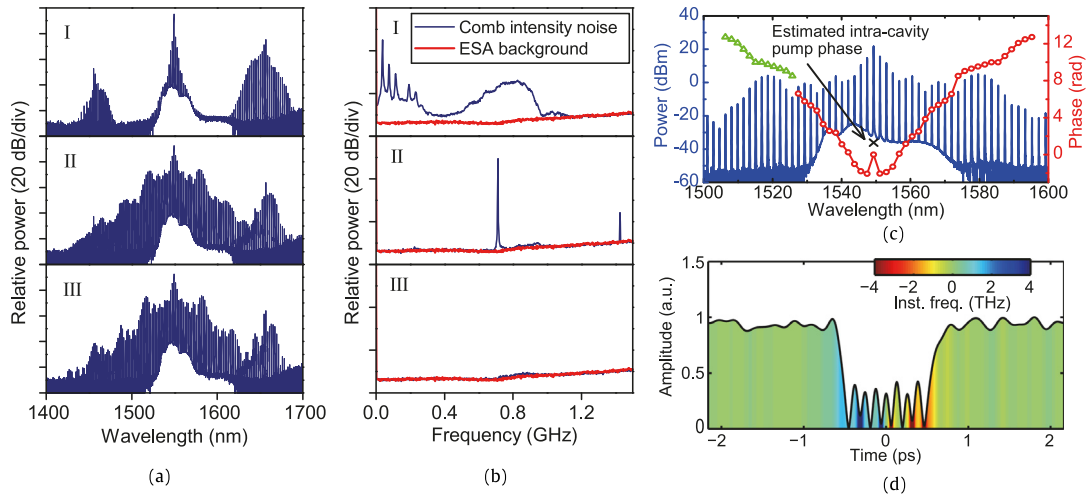 I
II
III
Relative power (20 dB/div)
1400
1500
1600
1700
Wavelength (nm)
(a)
I
Comb intensity noise
ESA background
II
III
Relative power (20 dB/div)
0.0
0.4
0.8
1.2
Frequency (GHz)
(b)
40
20
0
-20
-40
-60
Power (dBm)
Estimated intra-cavity
pump phase
12
8
4
0
Phase (rad)
1500
1520
1540
1560
1580
1600
Wavelength (nm)
(c)
1.5
1
0.5
0
Amplitude (a.u.)
−4
−2
0
2
4
Inst. freq. (THz)
−2
−1
0
1
2
Time (ps)
(d)